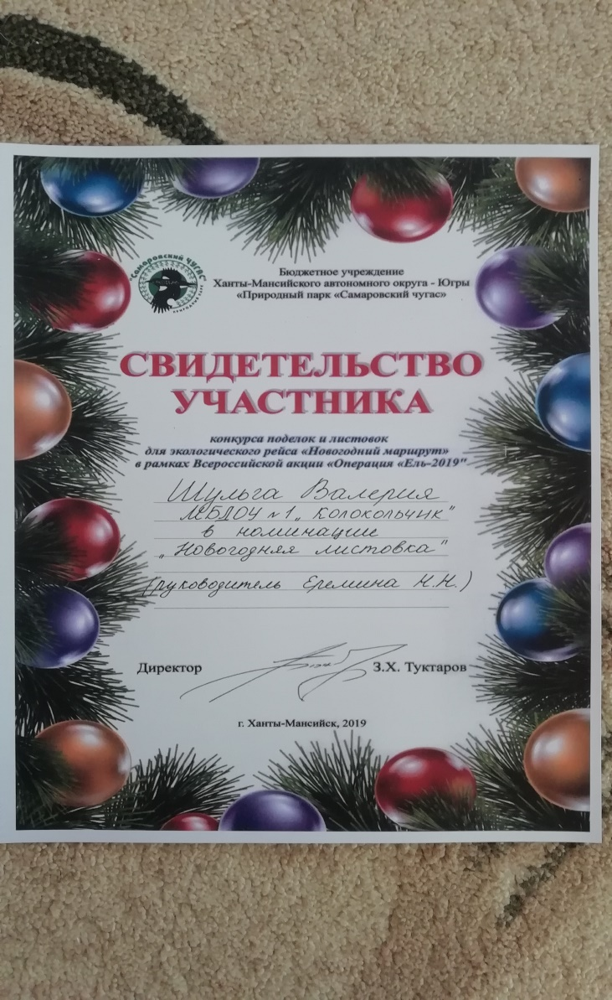 "Самаровский ЧУГАС"
ПРИРОДНЫЙ ПАРК
Бюджетное учреждение
Ханты-Мансийского автономного округа - Югры
«Природный парк «Самаровский чугас»
СВИДЕТЕЛЬСТВО
УЧАСТНИКА
конкурса поделок и листовок
для экологического рейса «Новогодний маршрут»
в рамках Всероссийской акции «Операция «Ель-2019"
Шульга Валерия
МБДОУ №1 „Колокольчик"
в номинации
„Новогодняя листовка"
(руководитель Еремина Н.Н.)
Директор З.Х. Туктаров
г. Ханты-Мансийск, 2019